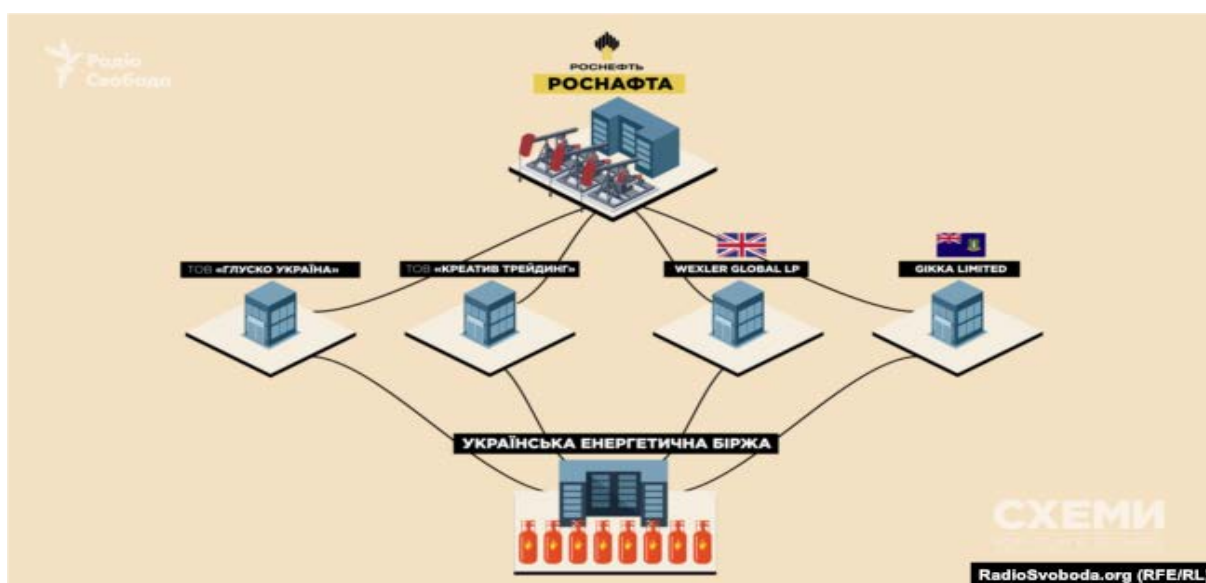 Радіо
Свобода
РОСНЕФТЬ
РОСНАФТА
ТОВ «ГЛУСКО УКРАЇНА»
ТОВ «КРЕАТИВ ТРЕЙДИНГ»
WEXLER GLOBAL LP
GIKKA LIMITED
УКРАЇНСЬКА ЕНЕРГЕТИЧНА БІРЖА
СХЕМИ
RadioSvoboda.org (RFE/RL)